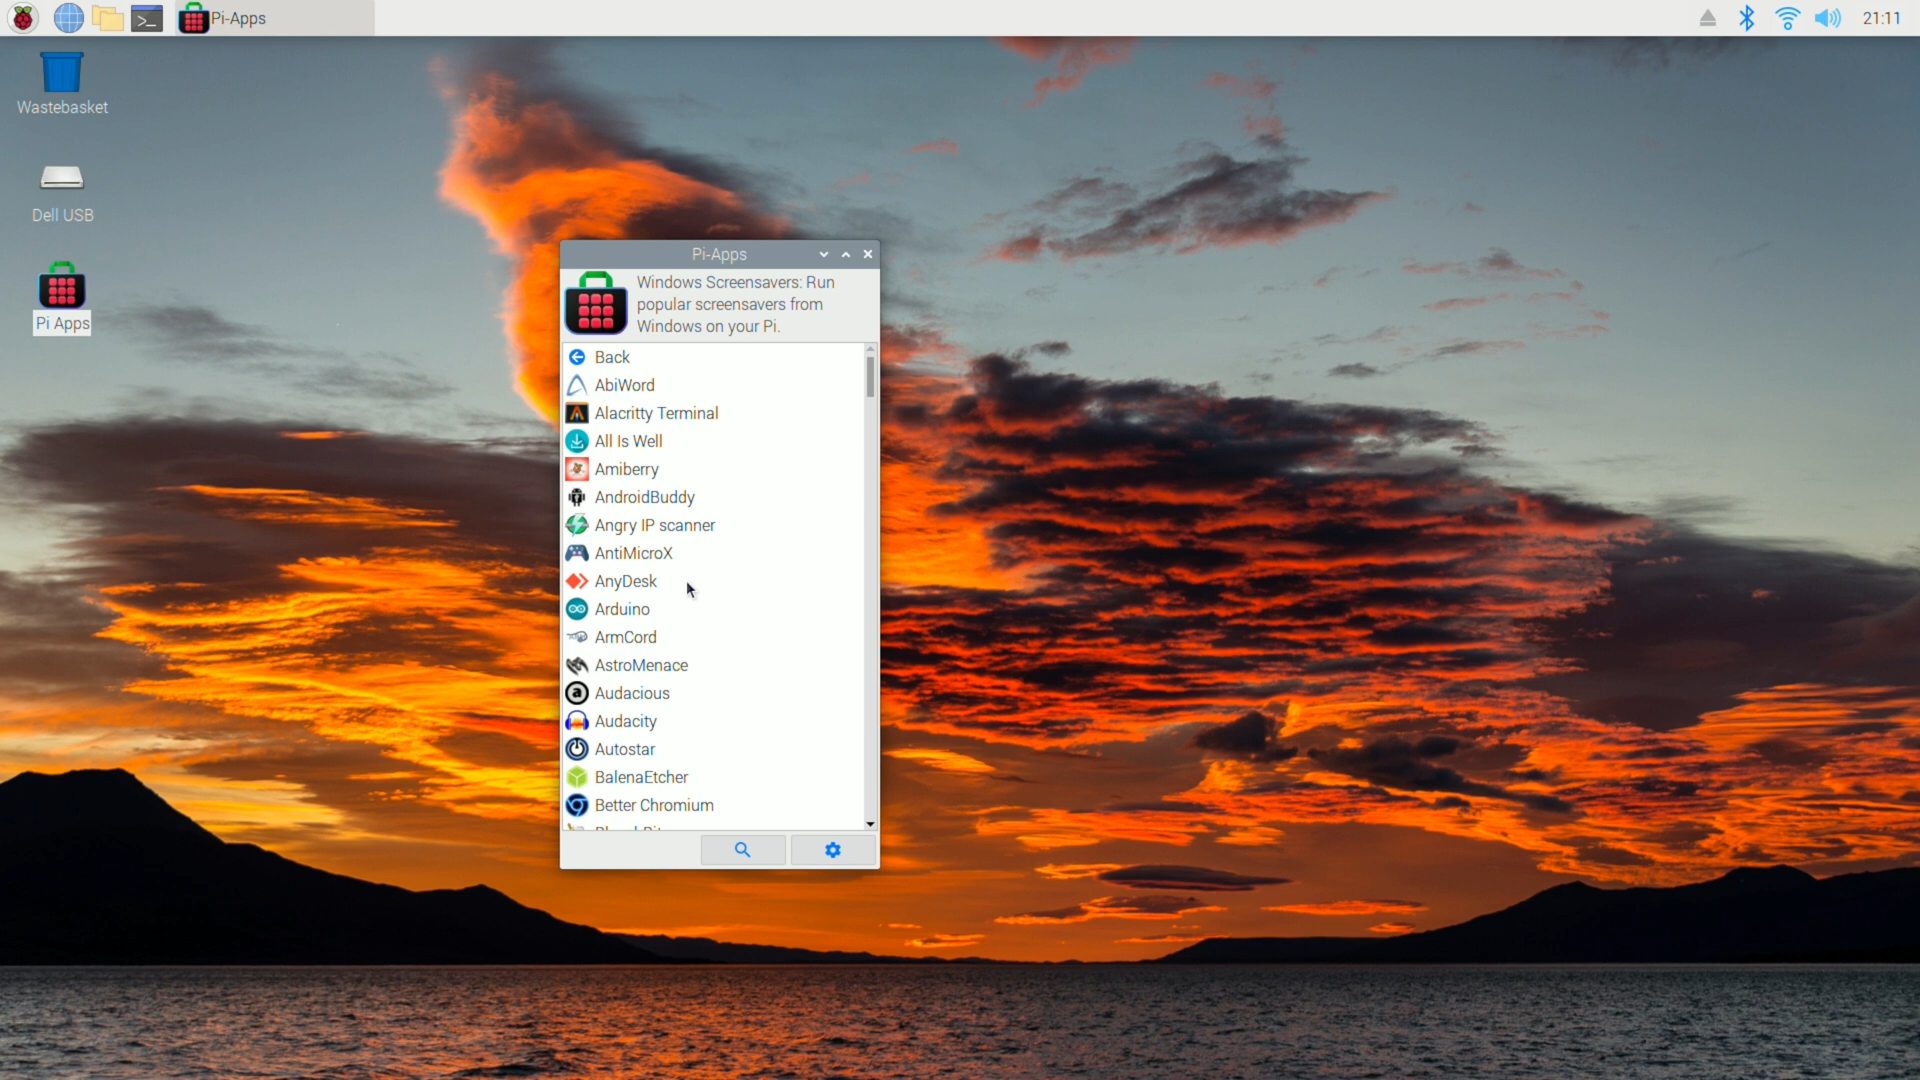 Pi-Apps
21:11
Wastebasket
Dell USB
Pi Apps
Pi-Apps
Windows Screensavers: Run
popular screensavers from
Windows on your Pi.
Back
AbiWord
Alacritty Terminal
All Is Well
Amiberry
AndroidBuddy
Angry IP scanner
AntiMicroX
AnyDesk
Arduino
ArmCord
AstroMenace
Audacious
Audacity
Autostar
BalenaEtcher
Better Chromium